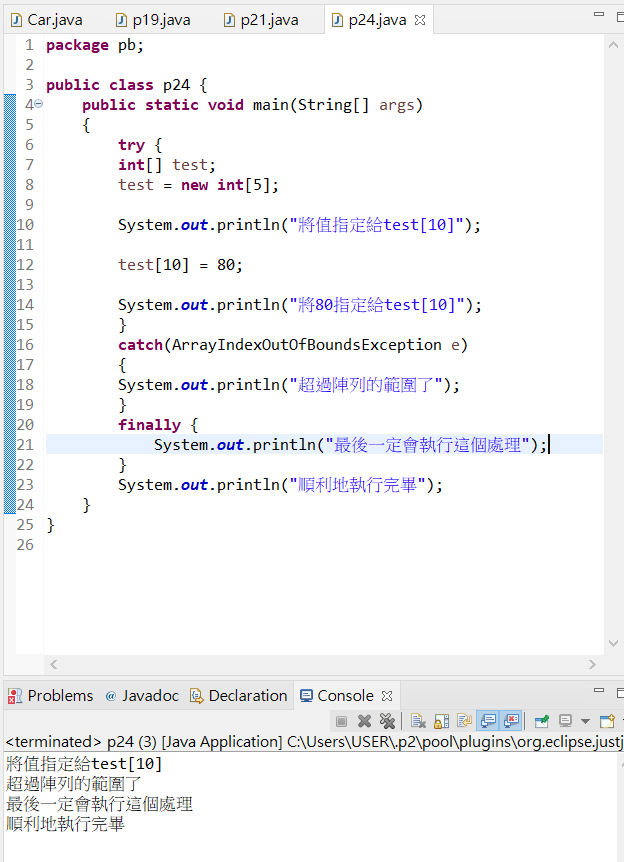 Car.java p19.java p21.java p24.java
1 package pb;
2
3 public class p24 {
4 public static void main(String[] args)
5 {
6 try {
7 int[] test;
8 test = new int[5];
9
10 System.out.println("將值指定給test[10]");
11
12 test[10] = 80;
13
14 System.out.println("將80指定給test[10]");
15 }
16 catch(ArrayIndexOutOfBoundsException e)
17 {
18 System.out.println("超過陣列的範圍了");
19 }
20 finally {
21 System.out.println("最後一定會執行這個處理");
22 }
23 System.out.println("順利地執行完畢");
24 }
25 }
26
Problems @ Javadoc Declaration Console
<terminated> p24 (3) [Java Application] C:\Users\USER\.p2\pool\plugins\org.eclipse.justj
將值指定給test[10]
超過陣列的範圍了
最後一定會執行這個處理
順利地執行完畢